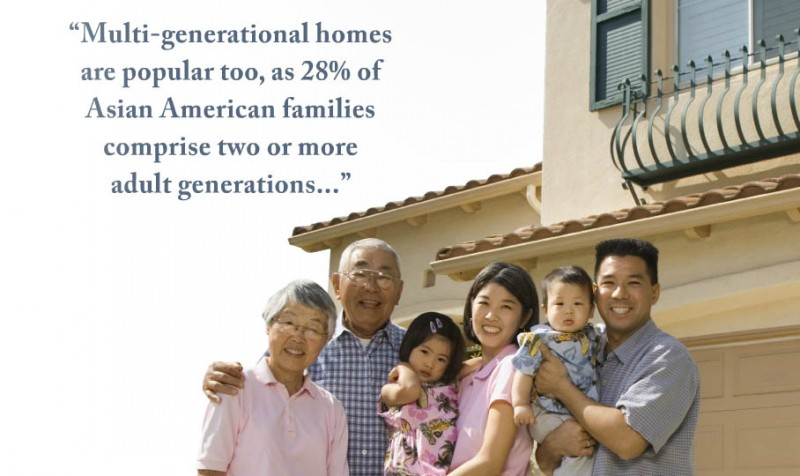 “Multi-generational homes
are popular too, as 28% of
Asian American families
comprise two or more
adult generations...”